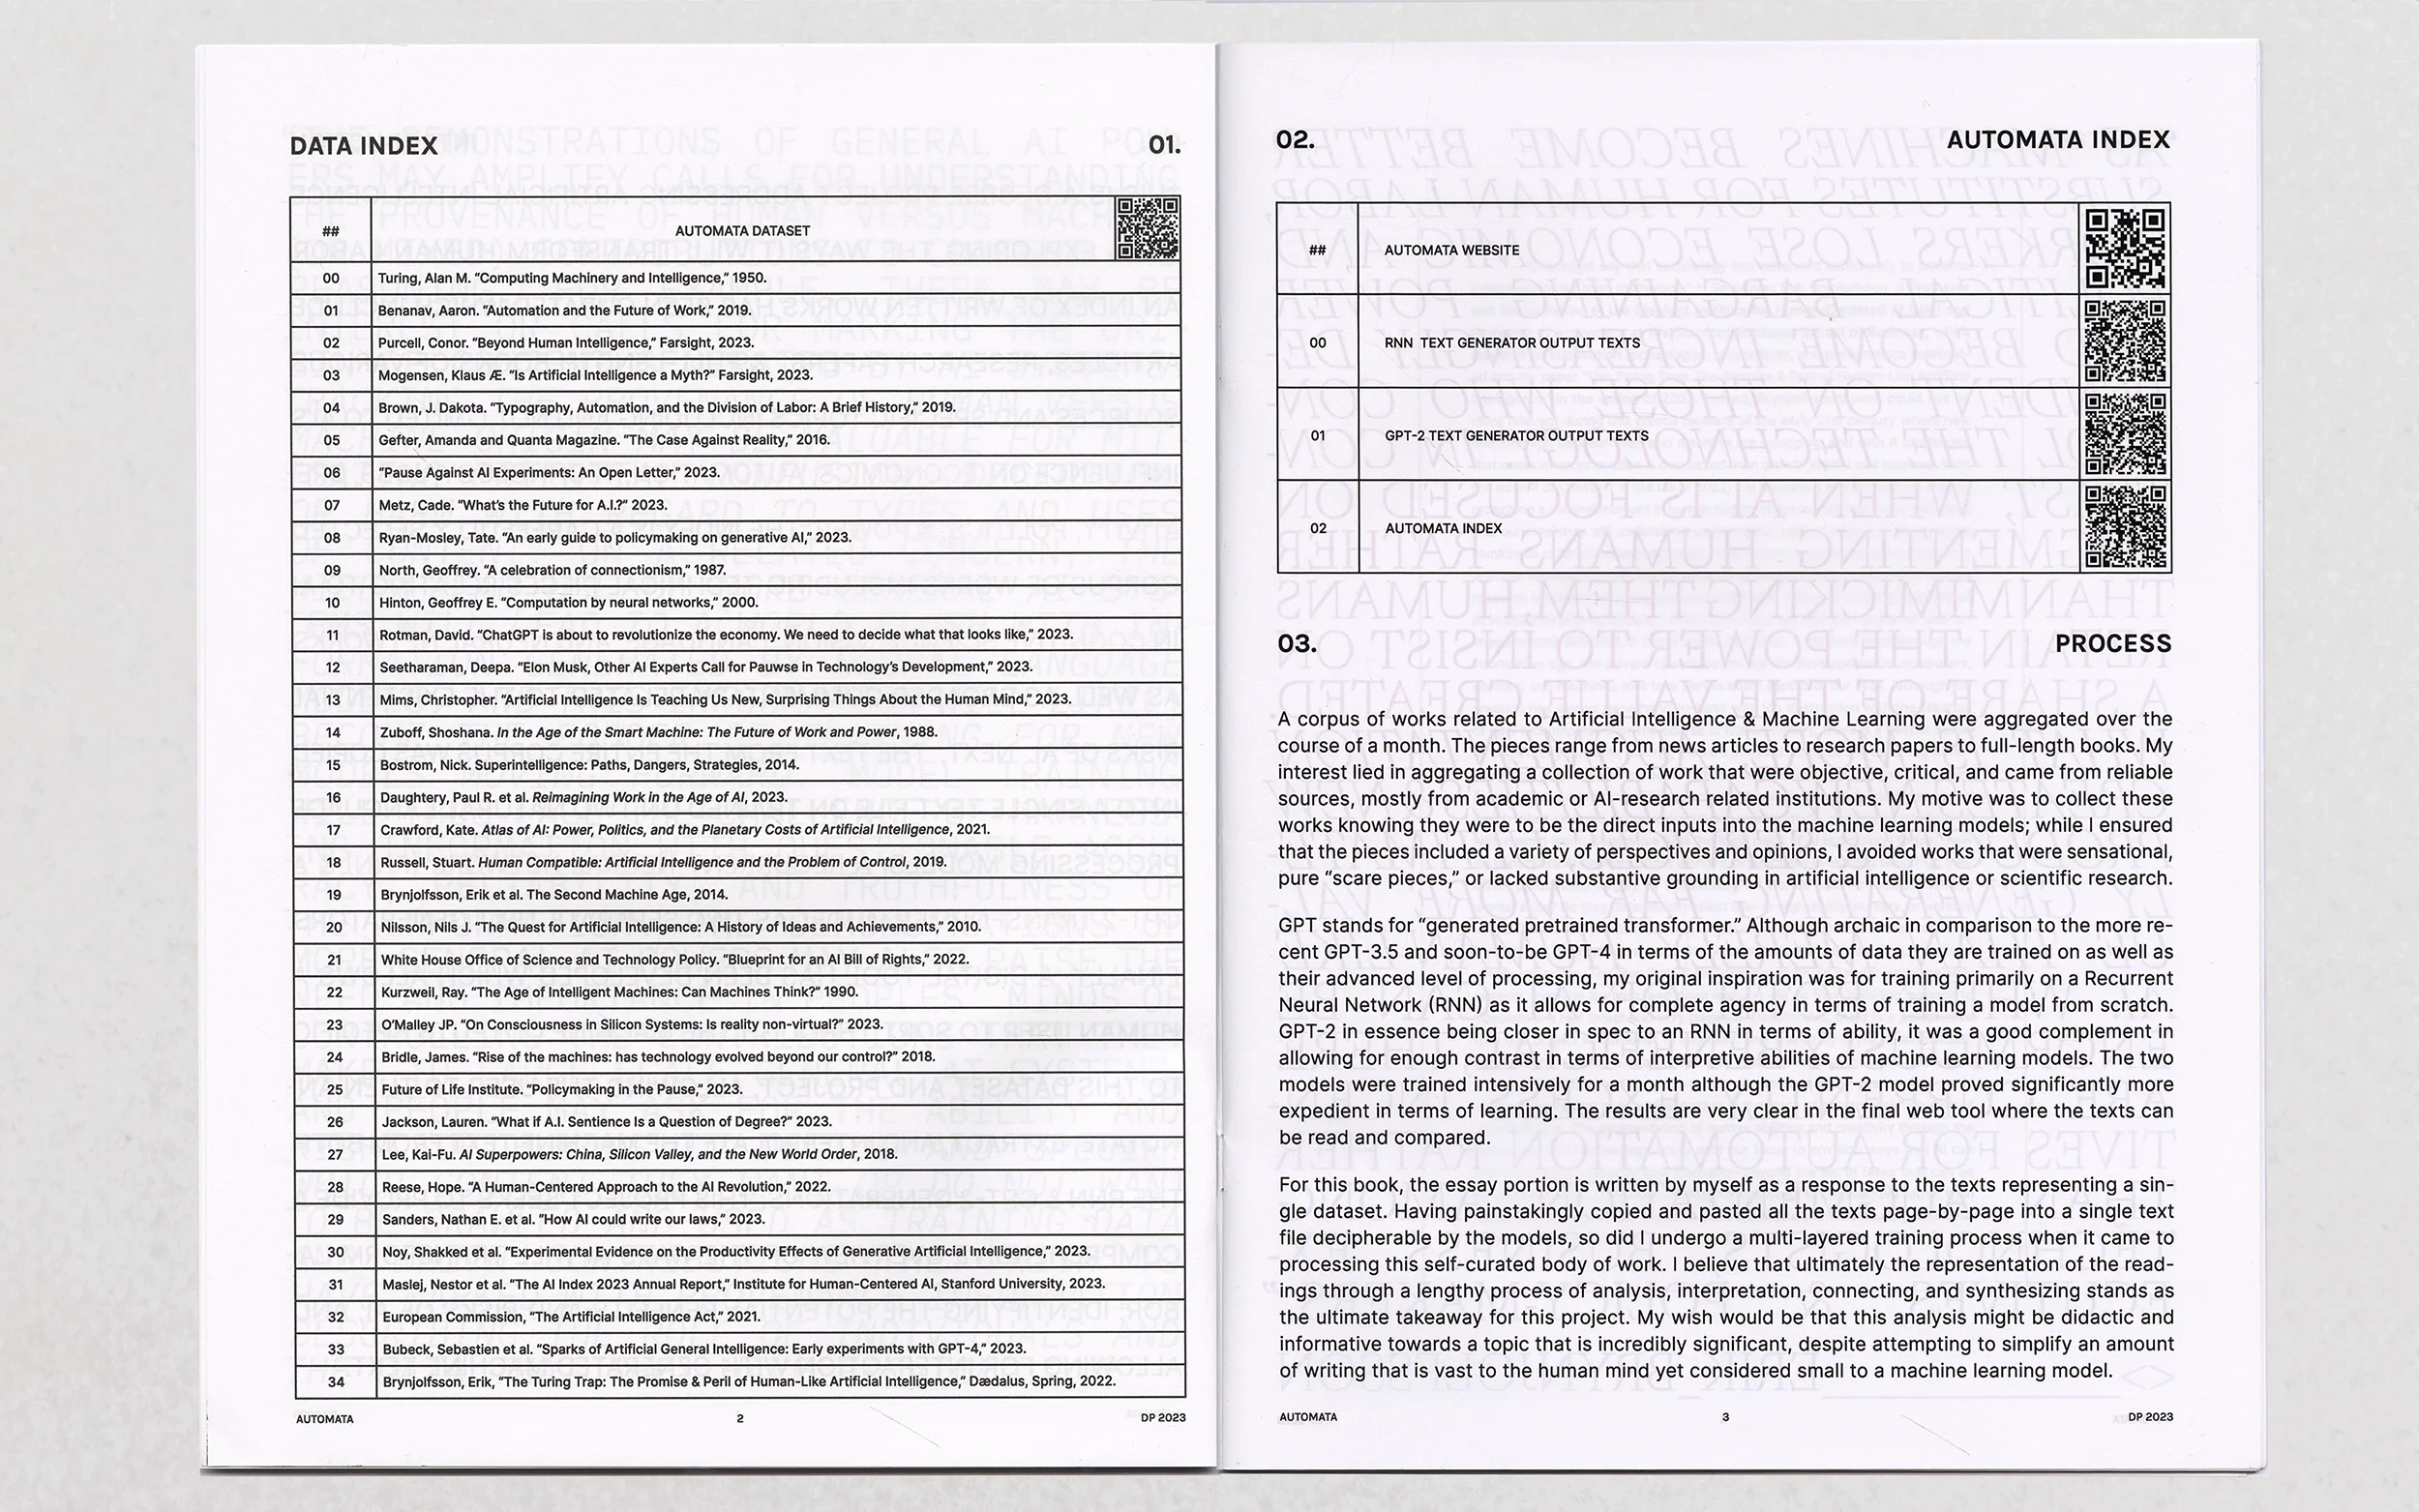 DATA INDEX 01.
## AUTOMATA DATASET
00 Turing, Alan M. “Computing Machinery and Intelligence,” 1950.
01 Benanav, Aaron. “Automation and the Future of Work,” 2019.
02 Purcell, Conor. “Beyond Human Intelligence,” Farsight, 2023.
03 Mogensen, Klaus Æ. “Is Artificial Intelligence a Myth?” Farsight, 2023.
04 Brown, J. Dakota. “Typography, Automation, and the Division of Labor: A Brief History,” 2019.
05 Gefter, Amanda and Quanta Magazine. “The Case Against Reality,” 2016.
06 “Pause Against AI Experiments: An Open Letter,” 2023.
07 Metz, Cade. “What’s the Future for A.I.?” 2023.
08 Ryan-Mosley, Tate. “An early guide to policymaking on generative AI,” 2023.
09 North, Geoffrey. “A celebration of connectionism,” 1987.
10 Hinton, Geoffrey E. “Computation by neural networks,” 2000.
11 Rotman, David. “ChatGPT is about to revolutionize the economy. We need to decide what that looks like,” 2023.
12 Seetharaman, Deepa. “Elon Musk, Other AI Experts Call for Pauwse in Technology’s Development,” 2023.
13 Mims, Christopher. “Artificial Intelligence Is Teaching Us New, Surprising Things About the Human Mind,” 2023.
14 Zuboff, Shoshana. In the Age of the Smart Machine: The Future of Work and Power, 1988.
15 Bostrom, Nick. Superintelligence: Paths, Dangers, Strategies, 2014.
16 Daughtery, Paul R. et al. Reimagining Work in the Age of AI, 2023.
17 Crawford, Kate. Atlas of AI: Power, Politics, and the Planetary Costs of Artificial Intelligence, 2021.
18 Russell, Stuart. Human Compatible: Artificial Intelligence and the Problem of Control, 2019.
19 Brynjolfsson, Erik et al. The Second Machine Age, 2014.
20 Nilsson, Nils J. “The Quest for Artificial Intelligence: A History of Ideas and Achievements,” 2010.
21 White House Office of Science and Technology Policy. “Blueprint for an AI Bill of Rights,” 2022.
22 Kurzweil, Ray. “The Age of Intelligent Machines: Can Machines Think?” 1990.
23 O’Malley JP. “On Consciousness in Silicon Systems: Is reality non-virtual?” 2023.
24 Bridle, James. “Rise of the machines: has technology evolved beyond our control?” 2018.
25 Future of Life Institute. “Policymaking in the Pause,” 2023.
26 Jackson, Lauren. “What if A.I. Sentience Is a Question of Degree?” 2023.
27 Lee, Kai-Fu. AI Superpowers: China, Silicon Valley, and the New World Order, 2018.
28 Reese, Hope. “A Human-Centered Approach to the AI Revolution,” 2022.
29 Sanders, Nathan E. et al. “How AI could write our laws,” 2023.
30 Noy, Shakked et al. “Experimental Evidence on the Productivity Effects of Generative Artificial Intelligence,” 2023.
31 Maslej, Nestor et al. “The AI Index 2023 Annual Report,” Institute for Human-Centered AI, Stanford University, 2023.
32 European Commission, “The Artificial Intelligence Act,” 2021.
33 Bubeck, Sebastien et al. “Sparks of Artificial General Intelligence: Early experiments with GPT-4,” 2023.
34 Brynjolfsson, Erik, “The Turing Trap: The Promise & Peril of Human-Like Artificial Intelligence,” Dædalus, Spring, 2022.
AUTOMATA 2 DP 2023
02. AUTOMATA INDEX
## AUTOMATA WEBSITE
00 RNN TEXT GENERATOR OUTPUT TEXTS
01 GPT-2 TEXT GENERATOR OUTPUT TEXTS
02 AUTOMATA INDEX
03. PROCESS
A corpus of works related to Artificial Intelligence & Machine Learning were aggregated over the
course of a month. The pieces range from news articles to research papers to full-length books. My
interest lied in aggregating a collection of work that were objective, critical, and came from reliable
sources, mostly from academic or AI-research related institutions. My motive was to collect these
works knowing they were to be the direct inputs into the machine learning models; while I ensured
that the pieces included a variety of perspectives and opinions, I avoided works that were sensational,
pure “scare pieces,” or lacked substantive grounding in artificial intelligence or scientific research.
GPT stands for “generated pretrained transformer.” Although archaic in comparison to the more re-
cent GPT-3.5 and soon-to-be GPT-4 in terms of the amounts of data they are trained on as well as
their advanced level of processing, my original inspiration was for training primarily on a Recurrent
Neural Network (RNN) as it allows for complete agency in terms of training a model from scratch.
GPT-2 in essence being closer in spec to an RNN in terms of ability, it was a good complement in
allowing for enough contrast in terms of interpretive abilities of machine learning models. The two
models were trained intensively for a month although the GPT-2 model proved significantly more
expedient in terms of learning. The results are very clear in the final web tool where the texts can
be read and compared.
For this book, the essay portion is written by myself as a response to the texts representing a sin-
gle dataset. Having painstakingly copied and pasted all the texts page-by-page into a single text
file decipherable by the models, so did I undergo a multi-layered training process when it came to
processing this self-curated body of work. I believe that ultimately the representation of the read-
ings through a lengthy process of analysis, interpretation, connecting, and synthesizing stands as
the ultimate takeaway for this project. My wish would be that this analysis might be didactic and
informative towards a topic that is incredibly significant, despite attempting to simplify an amount
of writing that is vast to the human mind yet considered small to a machine learning model.
AUTOMATA 3 DP 2023